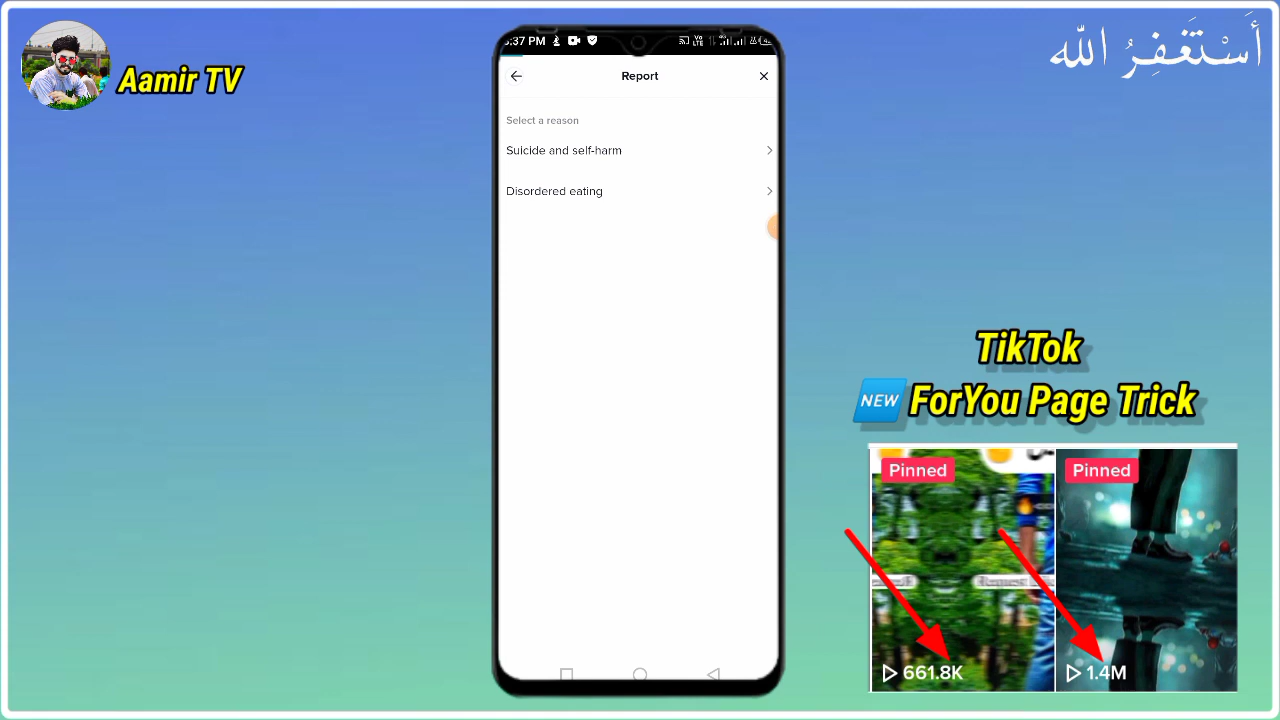 Aamir TV
أَسْتَغْفِرُ اللّٰه
:37 PM
Report
Select a reason
Suicide and self-harm
Disordered eating
TikTok
NEW ForYou Page Trick
Pinned
Pinned
661.8K
1.4M